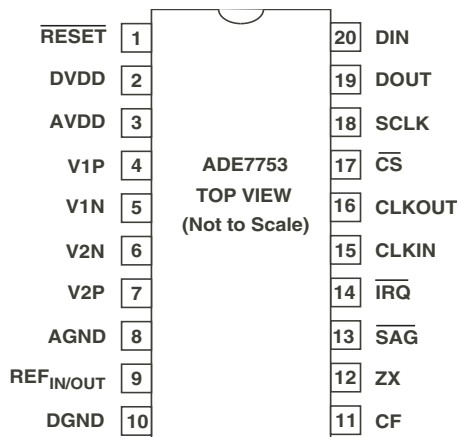 RESET 1 20 DIN
DVDD 2 19 DOUT
AVDD 3 18 SCLK
V1P 4 ADE7753 17 CS
TOP VIEW
V1N 5 (Not to Scale) 16 CLKOUT
V2N 6 15 CLKIN
V2P 7 14 IRQ
AGND 8 13 SAG
REFIN/OUT 9 12 ZX
DGND 10 11 CF